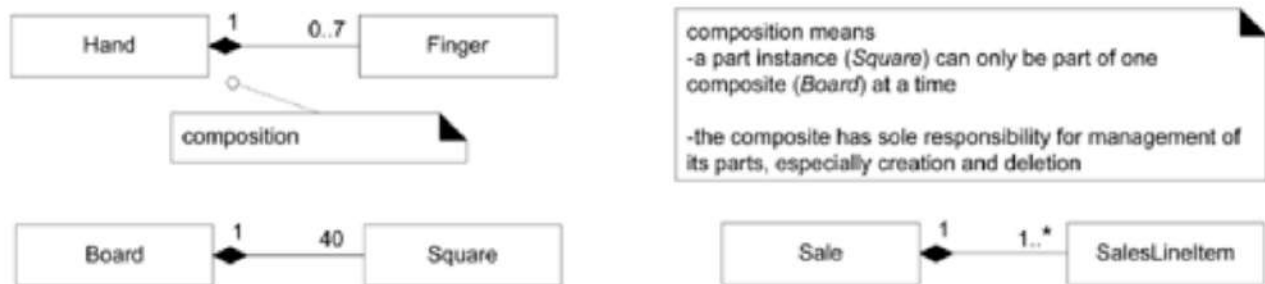 Hand
1
0..7
Finger
composition
composition means
-a part instance (Square) can only be part of one
composite (Board) at a time
-the composite has sole responsibility for management of
its parts, especially creation and deletion
Board
1
40
Square
Sale
1
1..*
SalesLineItem